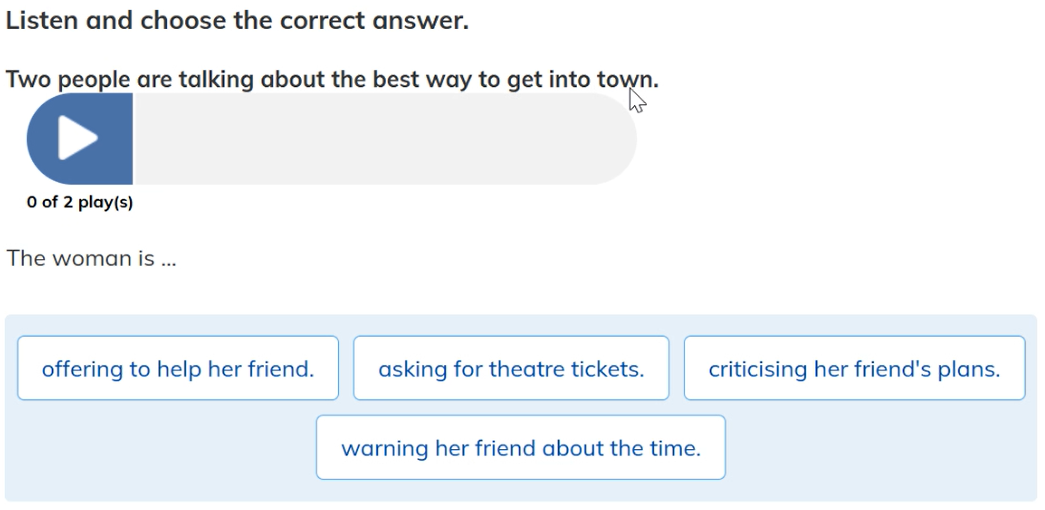 Listen and choose the correct answer.
Two people are talking about the best way to get into town.
0 of 2 play(s)
The woman is ...
offering to help her friend.
asking for theatre tickets.
criticising her friend's plans.
warning her friend about the time.